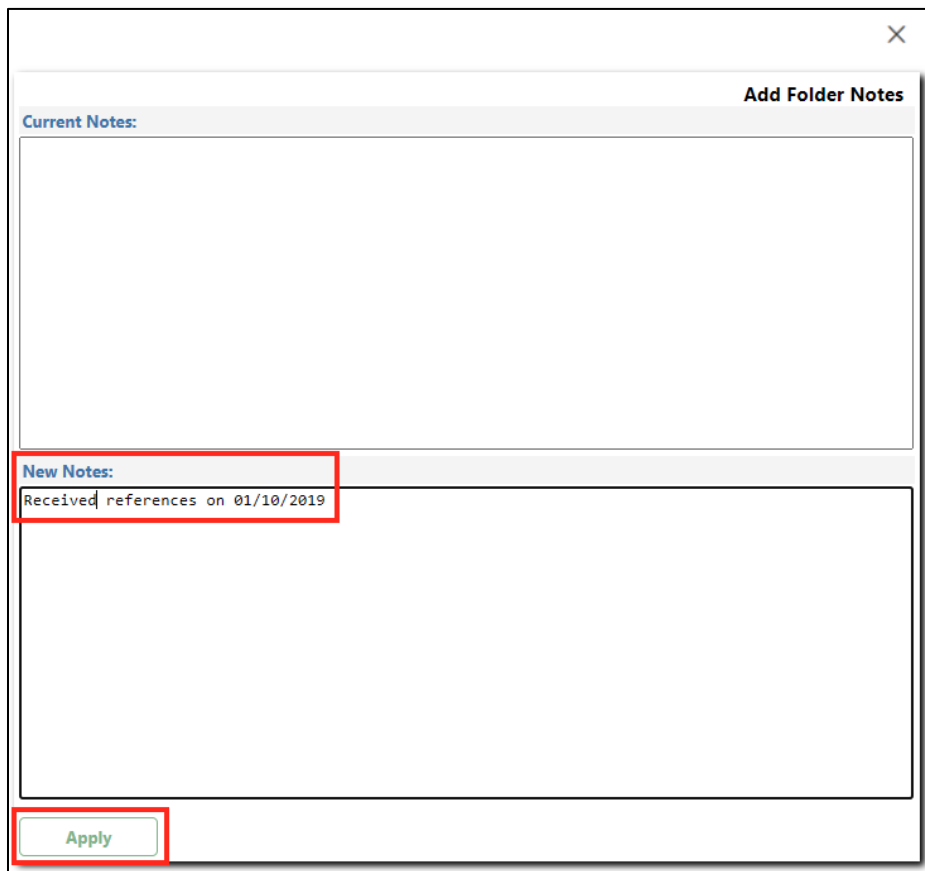 Add Folder Notes
Current Notes:
New Notes:
Received references on 01/10/2019
Apply